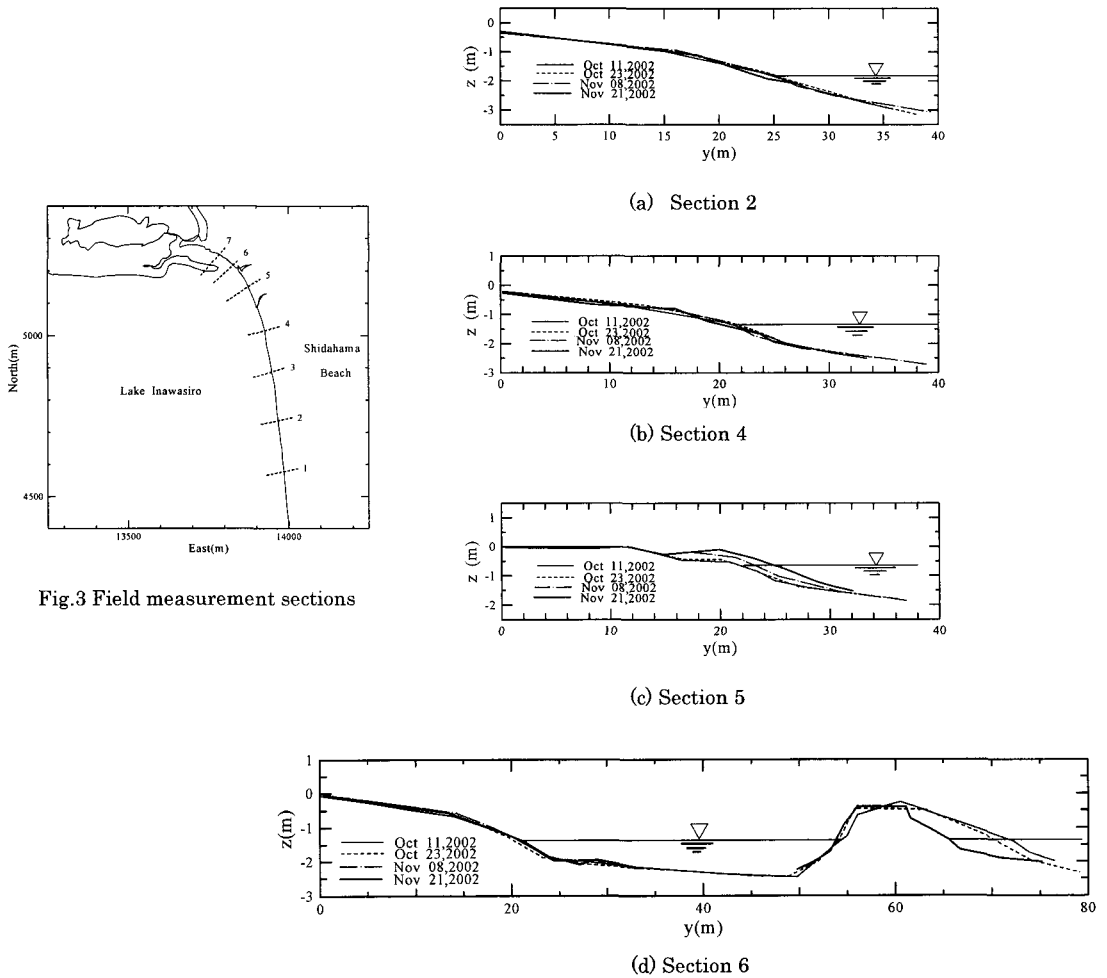 0
-1
-2
-3
z (m)
Oct 11,2002
Oct 23,2002
Nov 08,2002
Nov 21,2002
0 5 10 15 20 25 30 35 40
y(m)
(a) Section 2
5000
4500
North(m)
13500 14000
East(m)
7
6
5
4
3
2
1
Shidahama
Beach
Lake Inawasiro
Fig.3 Field measurement sections
1
0
-1
-2
-3
z (m)
Oct 11,2002
Oct 23,2002
Nov 08,2002
Nov 21,2002
0 10 20 30 40
y(m)
(b) Section 4
1
0
-1
-2
z (m)
Oct 11,2002
Oct 23,2002
Nov 08,2002
Nov 21,2002
0 10 20 30 40
y(m)
(c) Section 5
1
0
-1
-2
-3
z(m)
Oct 11,2002
Oct 23,2002
Nov 08,2002
Nov 21,2002
0 20 40 60 80
y(m)
(d) Section 6